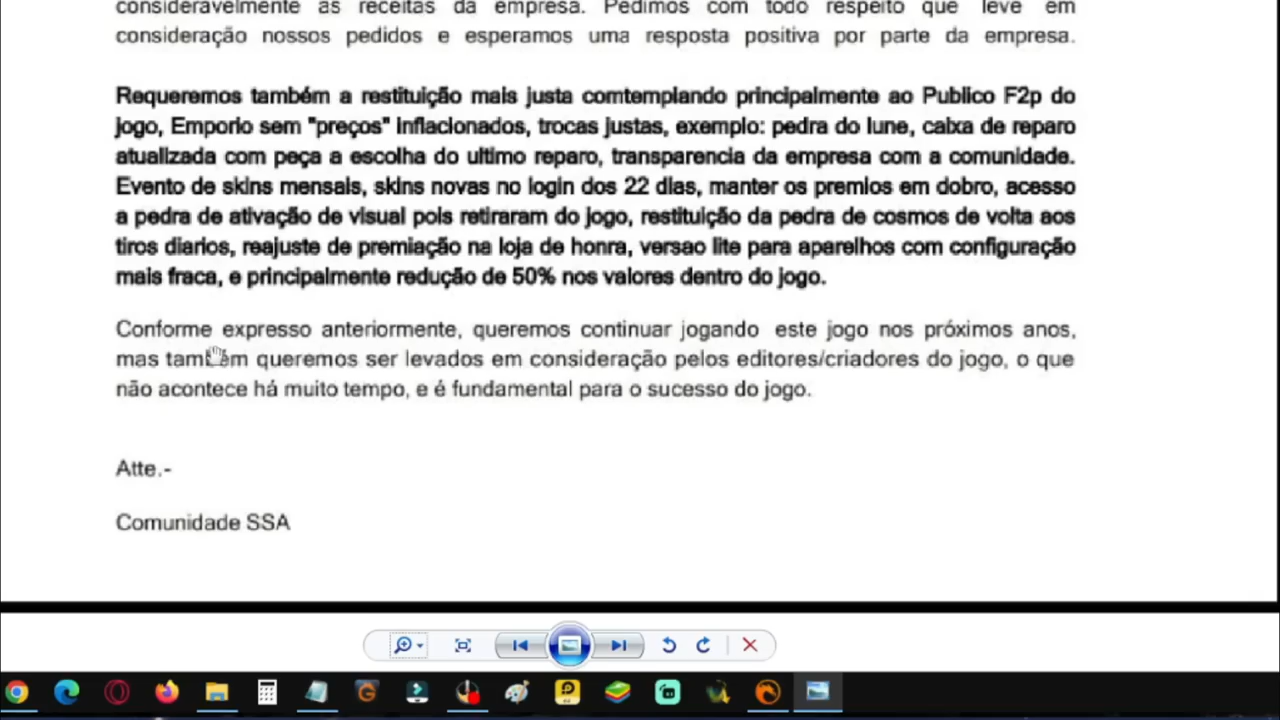 consideravelmente as receitas da empresa. Pedimos com todo respeito que leve em
consideração nossos pedidos e esperamos uma resposta positiva por parte da empresa.
Requeremos também a restituição mais justa comtemplando principalmente ao Publico F2p do
jogo, Emporio sem "preços" inflacionados, trocas justas, exemplo: pedra do lune, caixa de reparo
atualizada com peça a escolha do ultimo reparo, transparencia da empresa com a comunidade.
Evento de skins mensais, skins novas no login dos 22 dias, manter os premios em dobro, acesso
a pedra de ativação de visual pois retiraram do jogo, restituição da pedra de cosmos de volta aos
tiros diarios, reajuste de premiação na loja de honra, versao lite para aparelhos com configuração
mais fraca, e principalmente redução de 50% nos valores dentro do jogo.
Conforme expresso anteriormente, queremos continuar jogando este jogo nos próximos anos,
mas também queremos ser levados em consideração pelos editores/criadores do jogo, o que
não acontece há muito tempo, e é fundamental para o sucesso do jogo.
Atte.-
Comunidade SSA